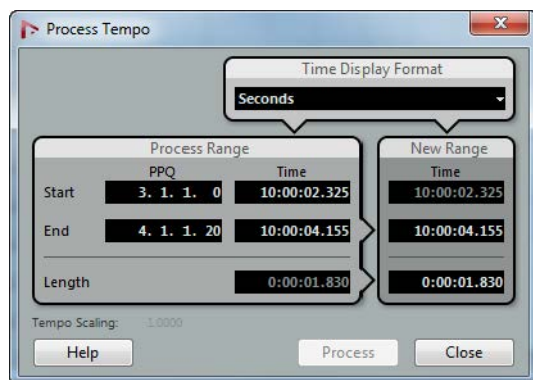 Process Tempo
Time Display Format
Seconds
Process Range
New Range
PPQ Time
Time
Start 3. 1. 1. 0 10:00:02.325
10:00:02.325
End 4. 1. 1. 20 10:00:04.155
10:00:04.155
Length 0:00:01.830
0:00:01.830
Tempo Scaling: 1.0000
Help Process Close